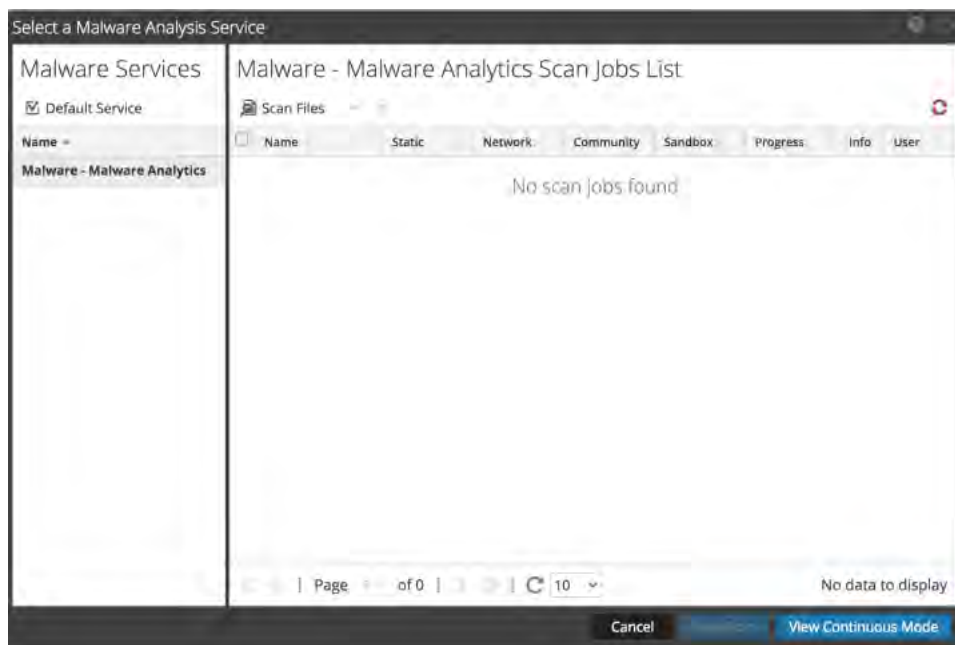 Select a Malware Analysis Service
Malware Services
Default Service
Name
Malware - Malware Analytics
Malware - Malware Analytics Scan Jobs List
Scan Files
Name Static Network Community Sandbox Progress Info User
No scan jobs found
Page of 0 10 No data to display
Cancel View Continuous Mode